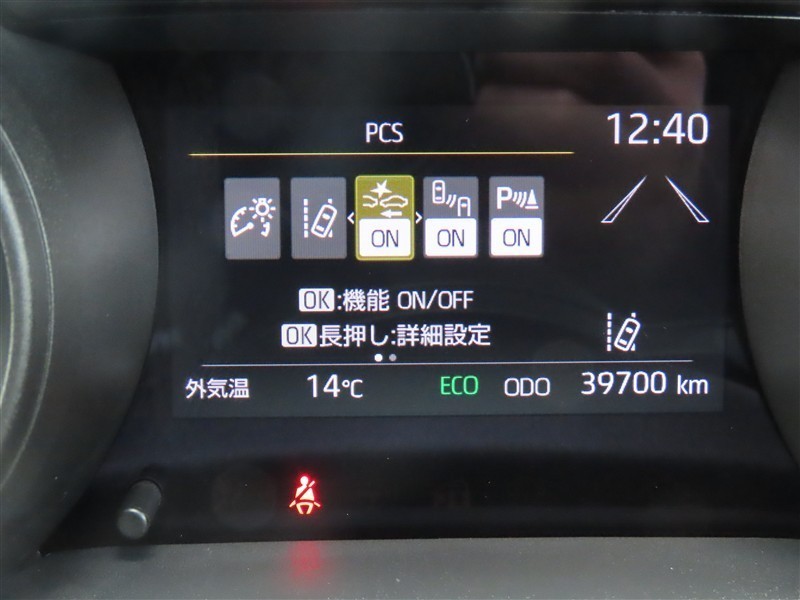 PCS
12:40
ON ON P ON
OK:機能 ON/OFF
OK長押し:詳細設定
外気温 14℃ ECO ODO 39700 km